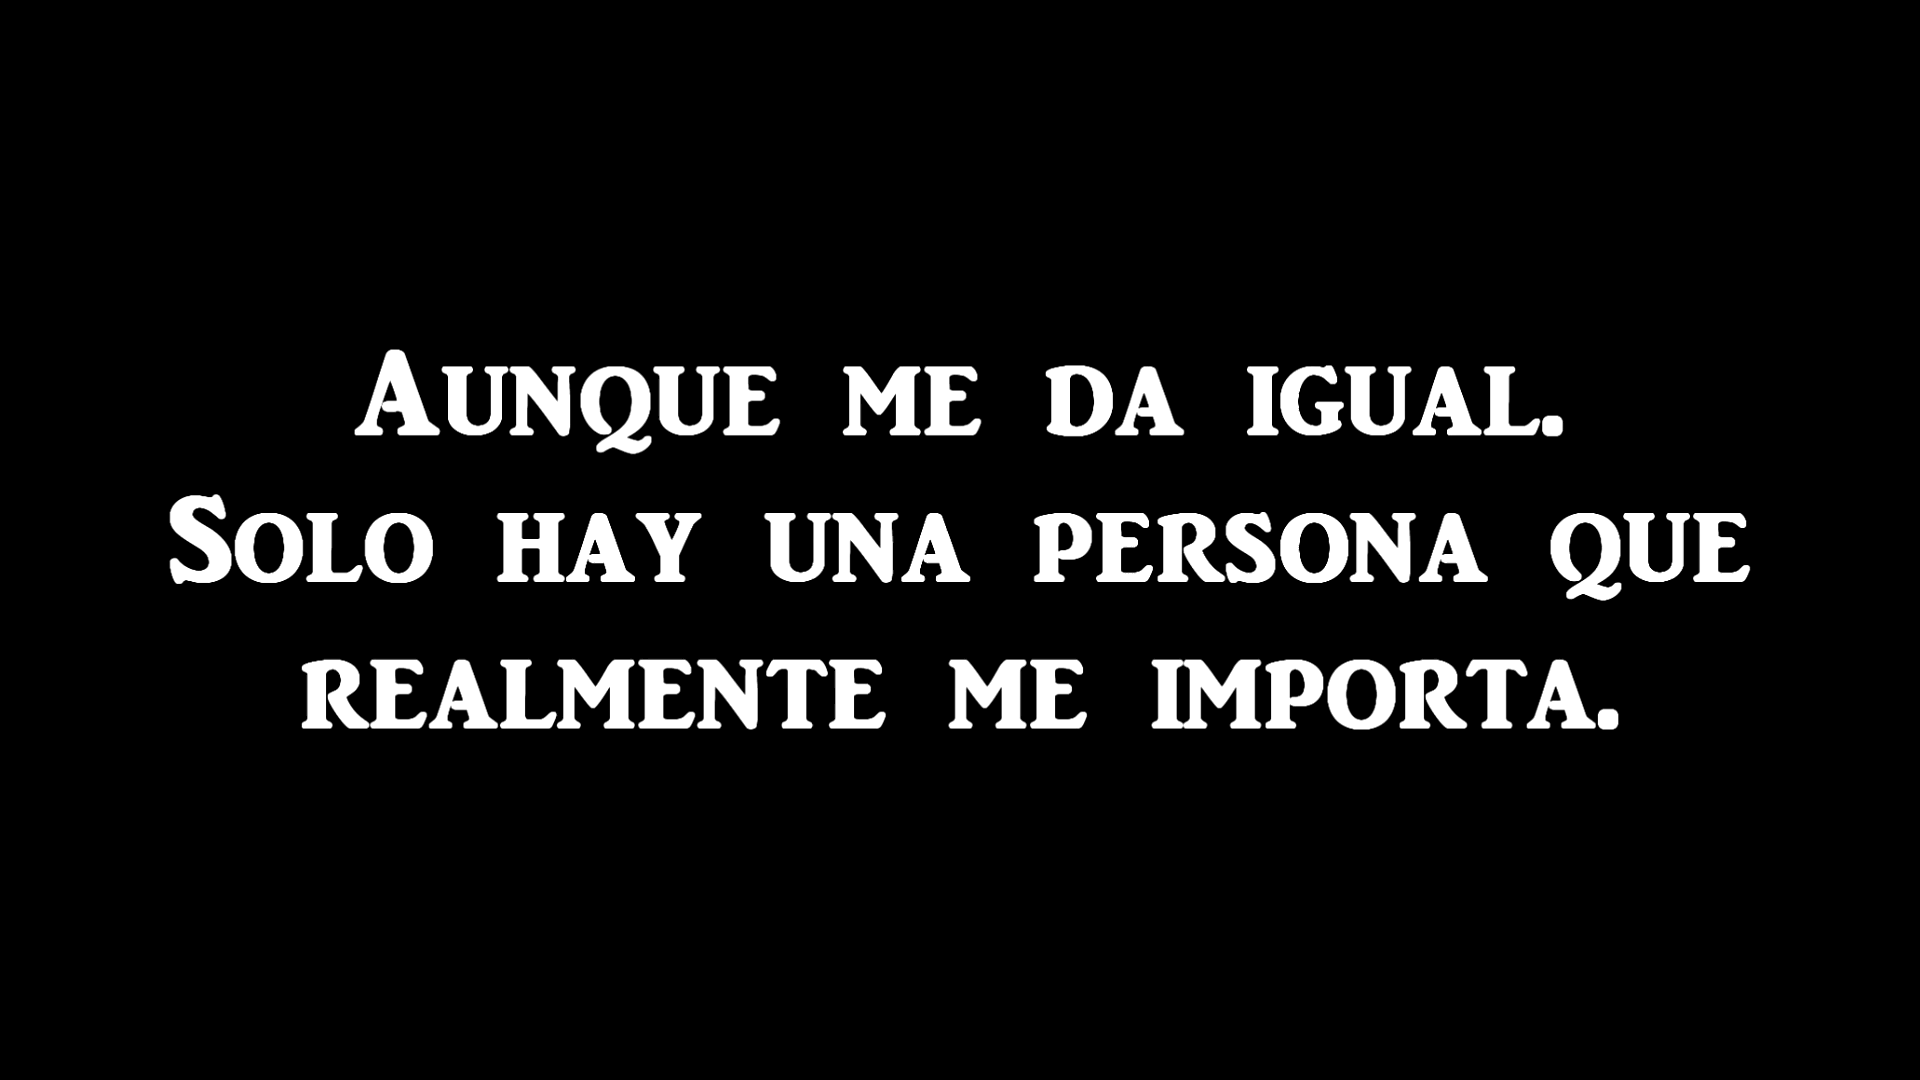 Aunque me da igual.
Solo hay una persona que
realmente me importa.